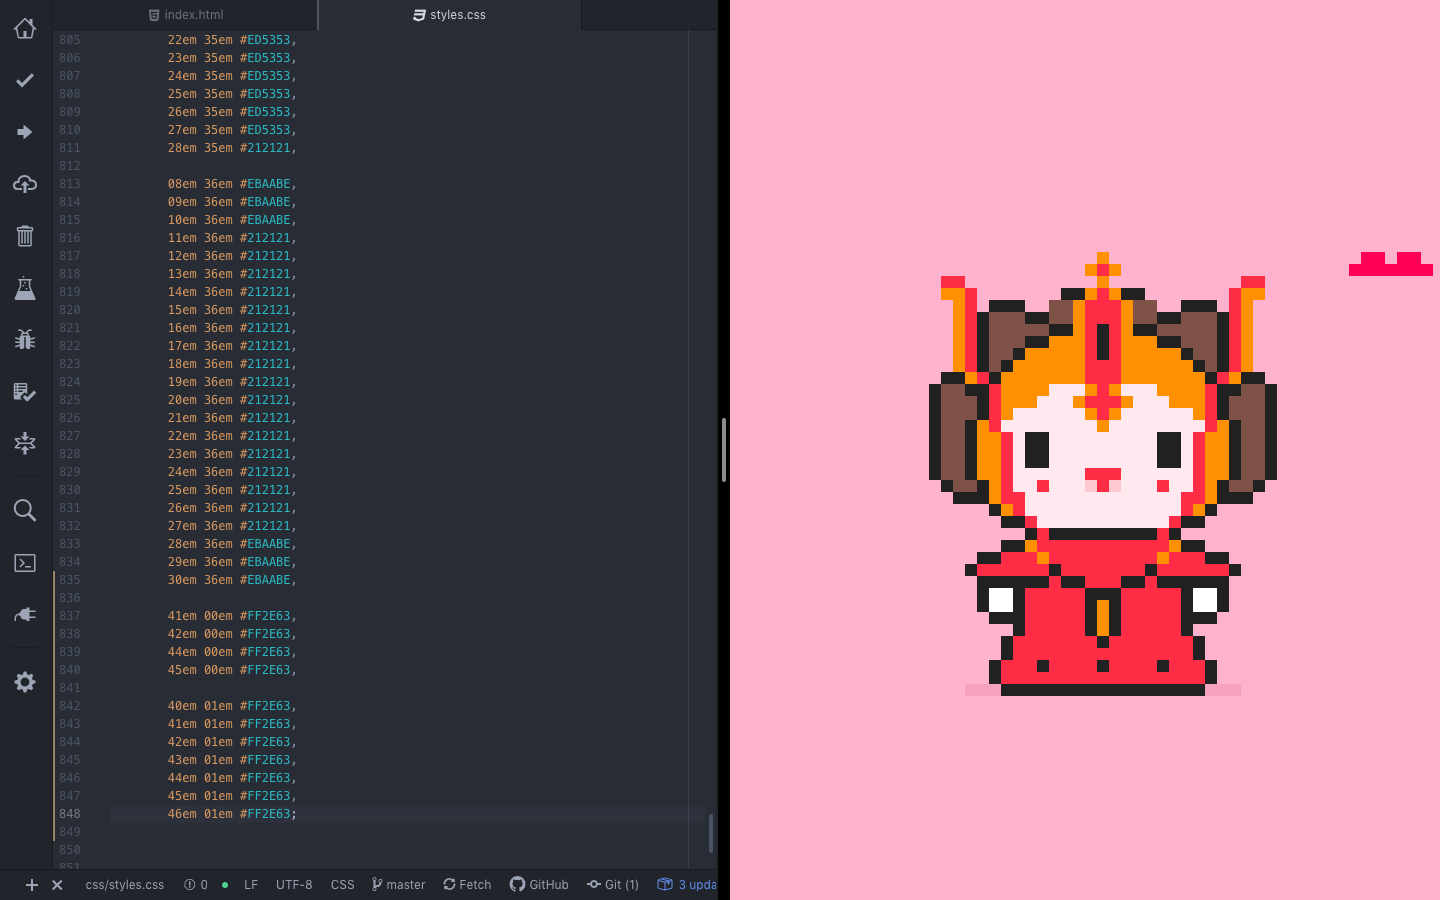 index.html
styles.css
805 22em 35em #ED5353,
806 23em 35em #ED5353,
807 24em 35em #ED5353,
808 25em 35em #ED5353,
809 26em 35em #ED5353,
810 27em 35em #ED5353,
811 28em 35em #212121,
812
813 08em 36em #EBAABE,
814 09em 36em #EBAABE,
815 10em 36em #EBAABE,
816 11em 36em #212121,
817 12em 36em #212121,
818 13em 36em #212121,
819 14em 36em #212121,
820 15em 36em #212121,
821 16em 36em #212121,
822 17em 36em #212121,
823 18em 36em #212121,
824 19em 36em #212121,
825 20em 36em #212121,
826 21em 36em #212121,
827 22em 36em #212121,
828 23em 36em #212121,
829 24em 36em #212121,
830 25em 36em #212121,
831 26em 36em #212121,
832 27em 36em #212121,
833 28em 36em #EBAABE,
834 29em 36em #EBAABE,
835 30em 36em #EBAABE,
836
837 41em 00em #FF2E63,
838 42em 00em #FF2E63,
839 44em 00em #FF2E63,
840 45em 00em #FF2E63,
841
842 40em 01em #FF2E63,
843 41em 01em #FF2E63,
844 42em 01em #FF2E63,
845 43em 01em #FF2E63,
846 44em 01em #FF2E63,
847 45em 01em #FF2E63,
848 46em 01em #FF2E63;
849
850
851
css/styles.css 0 LF UTF-8 CSS master Fetch GitHub Git (1) 3 upda